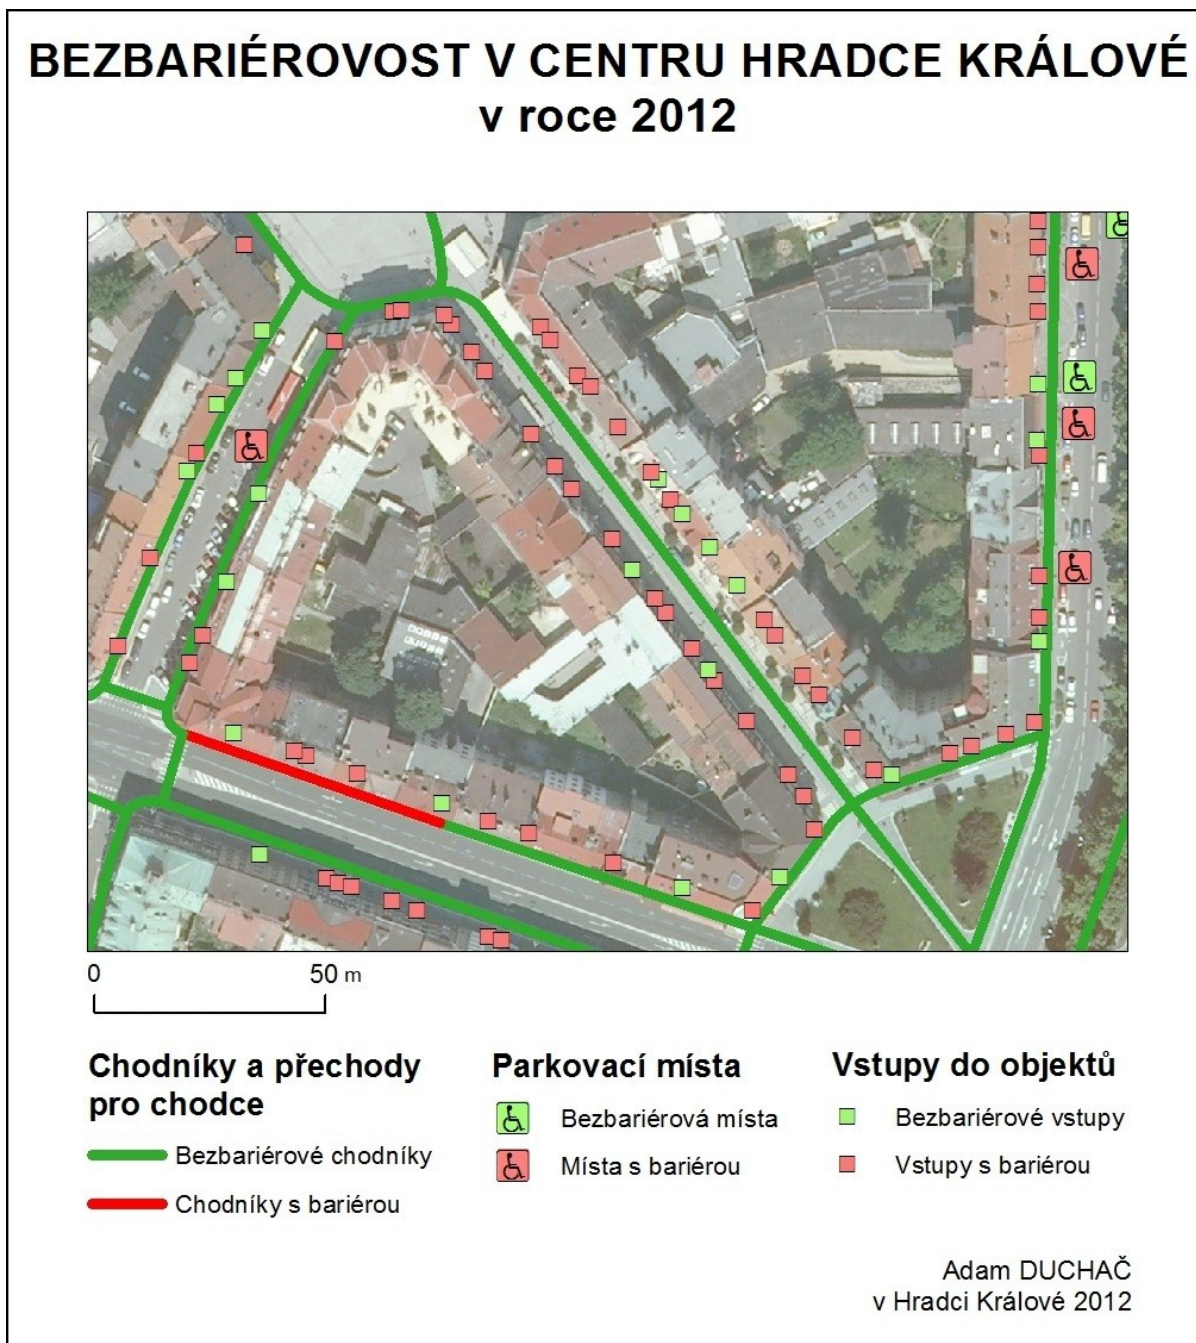 BEZBARIÉROVOST V CENTRU HRADCE KRÁLOVÉ
v roce 2012
0 50 m
Chodníky a přechody
pro chodce
Bezbariérové chodníky
Chodníky s bariérou
Parkovací místa
Bezbariérová místa
Místa s bariérou
Vstupy do objektů
Bezbariérové vstupy
Vstupy s bariérou
Adam DUCHAČ
v Hradci Králové 2012